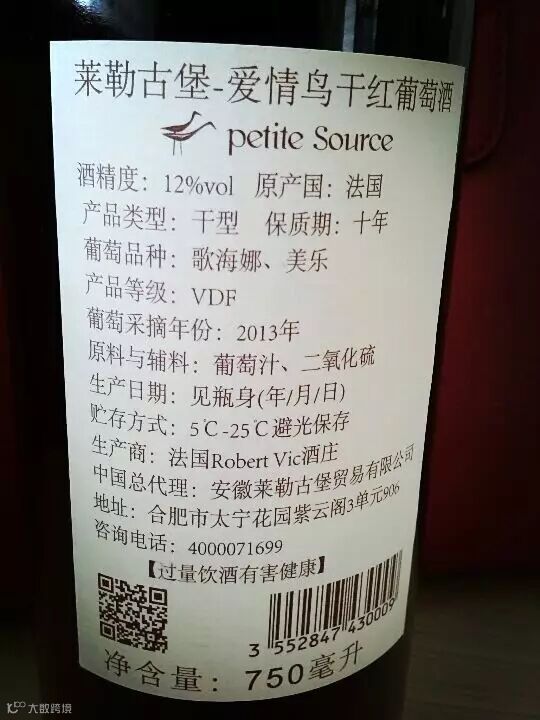 莱勒古堡-爱情鸟干红葡萄酒
petite Source
酒精度：12%vol 原产国：法国
产品类型：干型 保质期：十年
葡萄品种：歌海娜、美乐
产品等级：VDF
葡萄采摘年份：2013年
原料与辅料：葡萄汁、二氧化硫
生产日期：见瓶身(年/月/日)
贮存方式：5℃-25℃避光保存
生产商：法国Robert Vic酒庄
中国总代理：安徽莱勒古堡贸易有限公司
地址：合肥市太宁花园紫云阁3单元906
咨询电话：4000071699
【过量饮酒有害健康】
3 552847 430009
净含量：750毫升
大数跨境